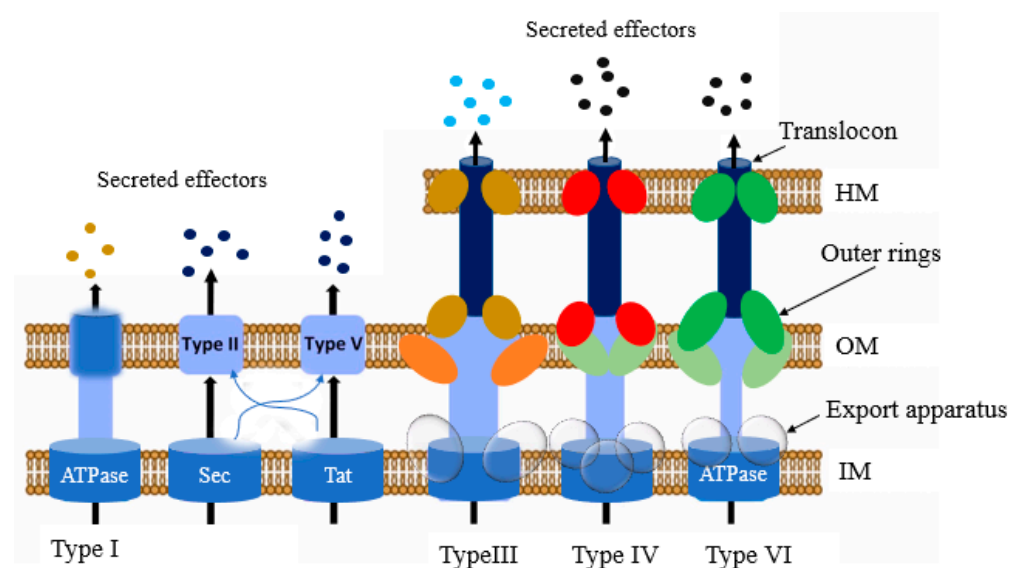 Secreted effectors
Translocon
Secreted effectors
HM
Outer rings
Type II
Type V
OM
Export apparatus
ATPase
Sec
Tat
ATPase
IM
Type I
TypeIII
Type IV
Type VI